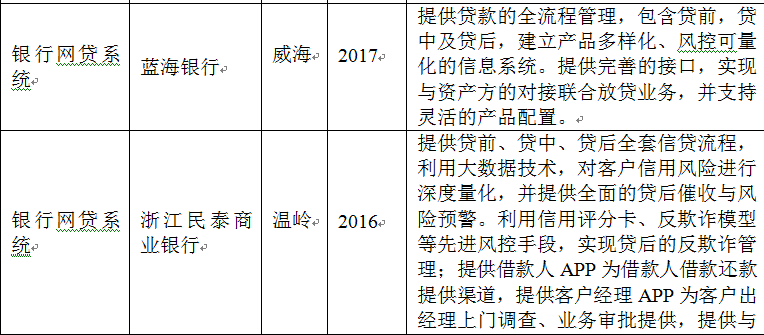 银行网贷系
统
蓝海银行
威海
2017
提供贷款的全流程管理，包含贷前，贷
中及贷后，建立产品多样化、风控可量
化的信息系统。提供完善的接口，实现
与资产方的对接联合放贷业务，并支持
灵活的产品配置。
银行网贷系
统
浙江民泰商
业银行
温岭
2016
提供贷前、贷中、贷后全套信贷流程，
利用大数据技术，对客户信用风险进行
深度量化，并提供全面的贷后催收与风
险预警。利用信用评分卡、反欺诈模型
等先进风控手段，实现贷后的反欺诈管
理；提供借款人 APP 为借款人借款还款
提供渠道，提供客户经理 APP 为客户出
经理上门调查、业务审批提供，提供与